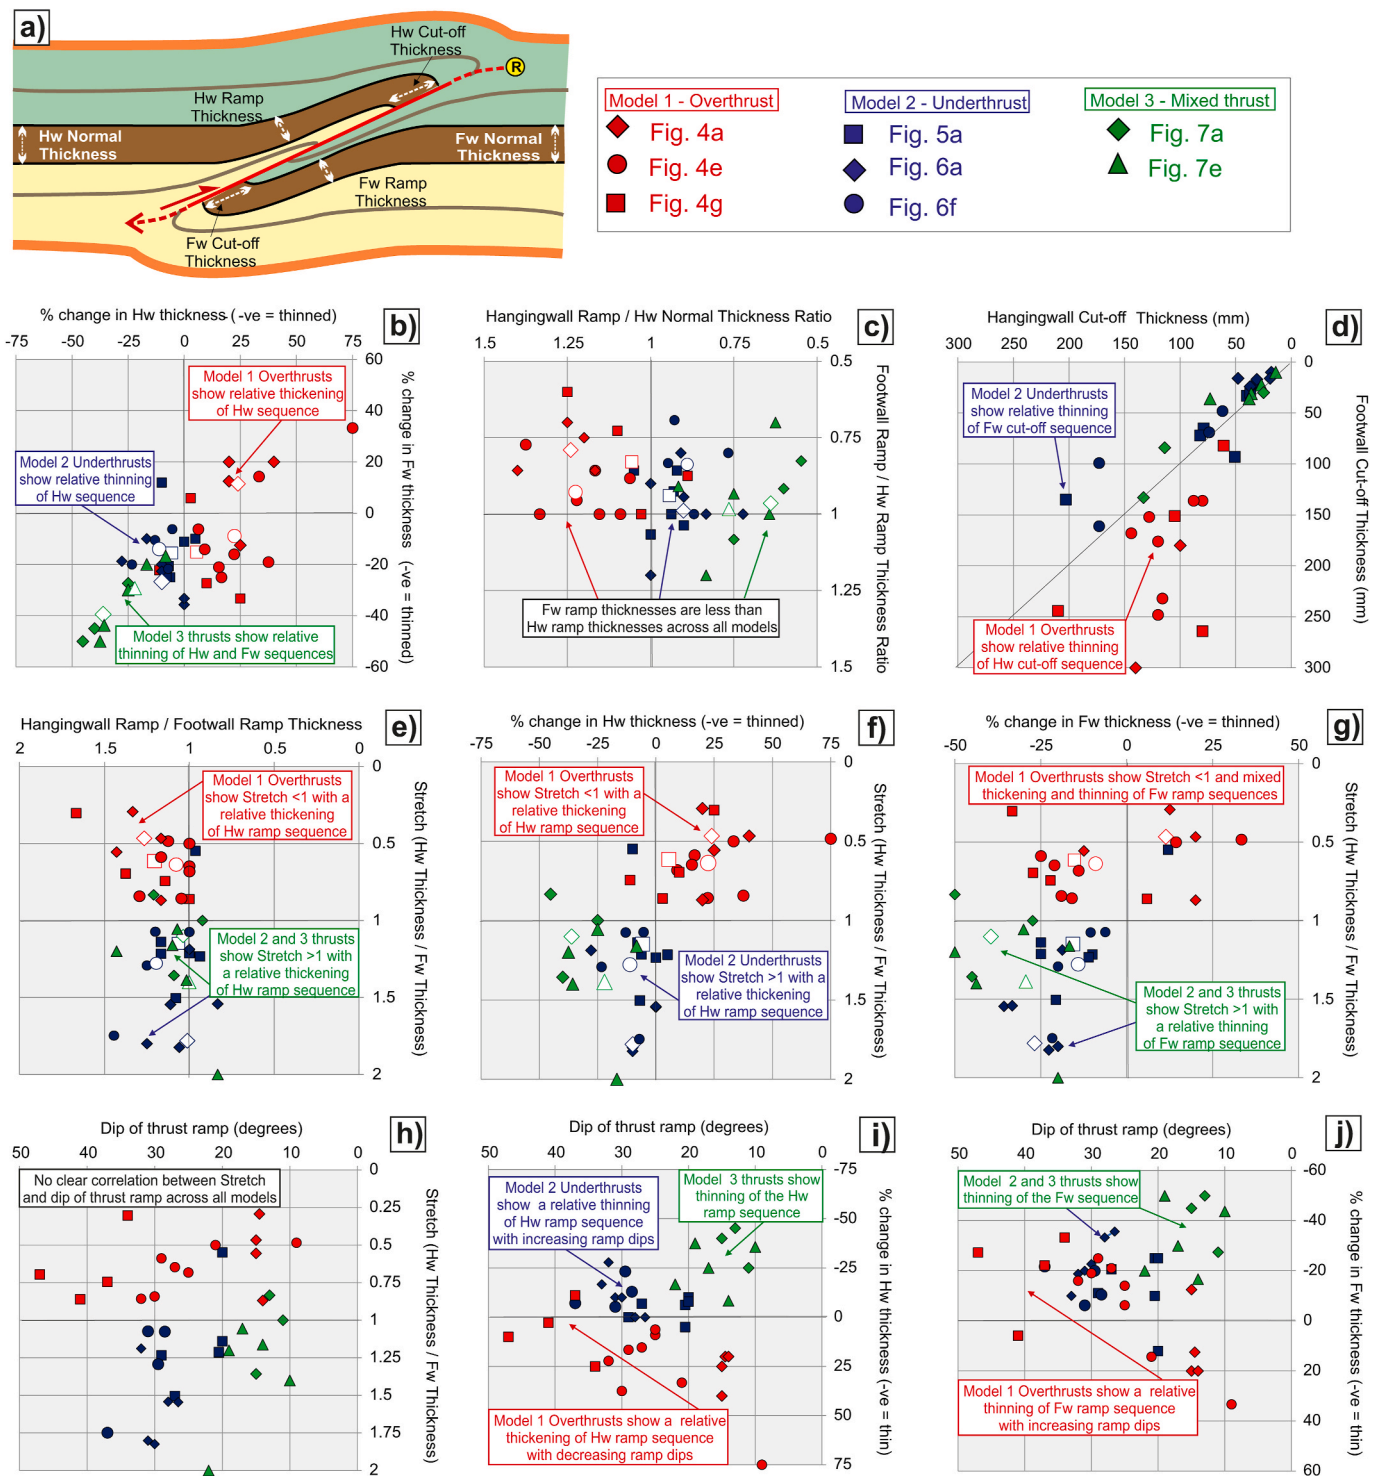 a)
Hw Cut-off
Thickness
R
Hw Ramp
Thickness
Hw Normal
Thickness
Fw Normal
Thickness
Fw Ramp
Thickness
Fw Cut-off
Thickness
Model 1 - Overthrust
Fig. 4a
Fig. 4e
Fig. 4g
Model 2 - Underthrust
Fig. 5a
Fig. 6a
Fig. 6f
Model 3 - Mixed thrust
Fig. 7a
Fig. 7e
b)
% change in Hw thickness (-ve = thinned)
-75 -50 -25 0 25 50 75
60
40
20
0
-20
-40
-60
% change in Fw thickness (-ve = thinned)
Model 1 Overthrusts
show relative thickening
of Hw sequence
Model 2 Underthrusts
show relative thinning
of Hw sequence
Model 3 thrusts show relative
thinning of Hw and Fw sequences
c)
Hangingwall Ramp / Hw Normal Thickness Ratio
1.5 1.25 1 0.75 0.5
0.5
0.75
1
1.25
1.5
Footwall Ramp / Hw Ramp Thickness Ratio
Fw ramp thicknesses are less than
Hw ramp thicknesses across all models
d)
Hangingwall Cut-off Thickness (mm)
300 250 200 150 100 50 0
0
50
100
150
200
250
300
Footwall Cut-off Thickness (mm)
Model 2 Underthrusts
show relative thinning
of Fw cut-off sequence
Model 1 Overthrusts
show relative thinning
of Hw cut-off sequence
e)
Hangingwall Ramp / Footwall Ramp Thickness
2 1.5 1 0.5 0
0
0.5
1
1.5
2
Stretch (Hw Thickness / Fw Thickness)
Model 1 Overthrusts
show Stretch <1 with a
relative thickening
of Hw ramp sequence
Model 2 and 3 thrusts
show Stretch >1 with
a relative thickening
of Hw ramp sequence
f)
% change in Hw thickness (-ve = thinned)
-75 -50 -25 0 25 50 75
0
0.5
1
1.5
2
Stretch (Hw Thickness / Fw Thickness)
Model 1 Overthrusts
show Stretch <1 with a
relative thickening
of Hw ramp sequence
Model 2 Underthrusts
show Stretch >1 with a
relative thickening
of Hw ramp sequence
g)
% change in Fw thickness (-ve = thinned)
-50 -25 0 25 50
0
0.5
1
1.5
2
Stretch (Hw Thickness / Fw Thickness)
Model 1 Overthrusts show Stretch <1 and mixed
thickening and thinning of Fw ramp sequences
Model 2 and 3 thrusts
show Stretch >1 with
a relative thinning
of Fw ramp sequence
h)
Dip of thrust ramp (degrees)
50 40 30 20 10 0
0
0.25
0.5
0.75
1
1.25
1.5
1.75
2
Stretch (Hw Thickness / Fw Thickness)
No clear correlation between Stretch
and dip of thrust ramp across all models
i)
Dip of thrust ramp (degrees)
50 40 30 20 10 0
-75
-50
-25
0
25
50
75
% change in Hw thickness (-ve = thin)
Model 2 Underthrusts
show a relative thinning
of Hw ramp sequence
with increasing ramp dips
Model 3 thrusts show
thinning of the Hw
ramp sequence
Model 1 Overthrusts show a relative
thickening of Hw ramp sequence
with decreasing ramp dips
j)
Dip of thrust ramp (degrees)
50 40 30 20 10 0
-60
-40
-20
0
20
40
60
% change in Fw thickness (-ve = thin)
Model 2 and 3 thrusts show
thinning of the Fw sequence
Model 1 Overthrusts show a relative
thinning of Fw ramp sequence
with increasing ramp dips